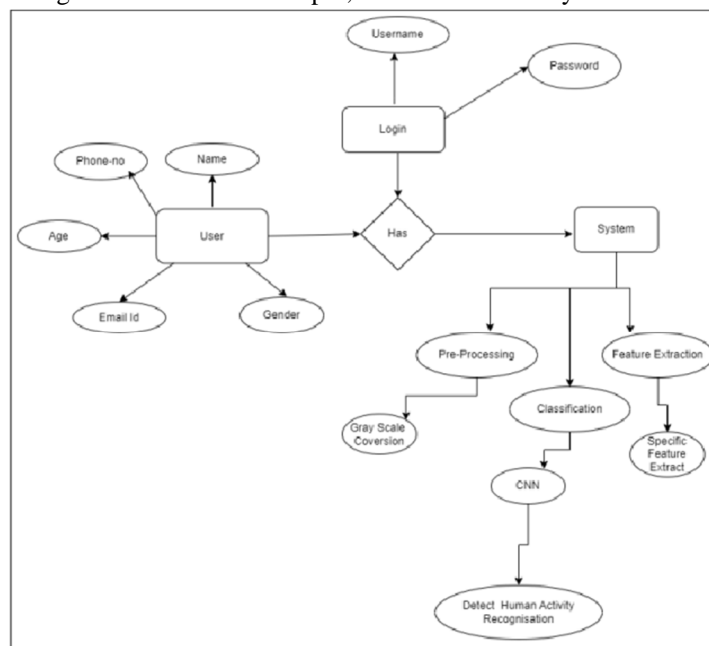 Username
Password
Login
Phone-no
Name
Age
User
Has
System
Email Id
Gender
Pre-Processing
Feature Extraction
Classification
Gray Scale
Coversion
Specific
Feature
Extract
CNN
Detect Human Activity
Recognisation